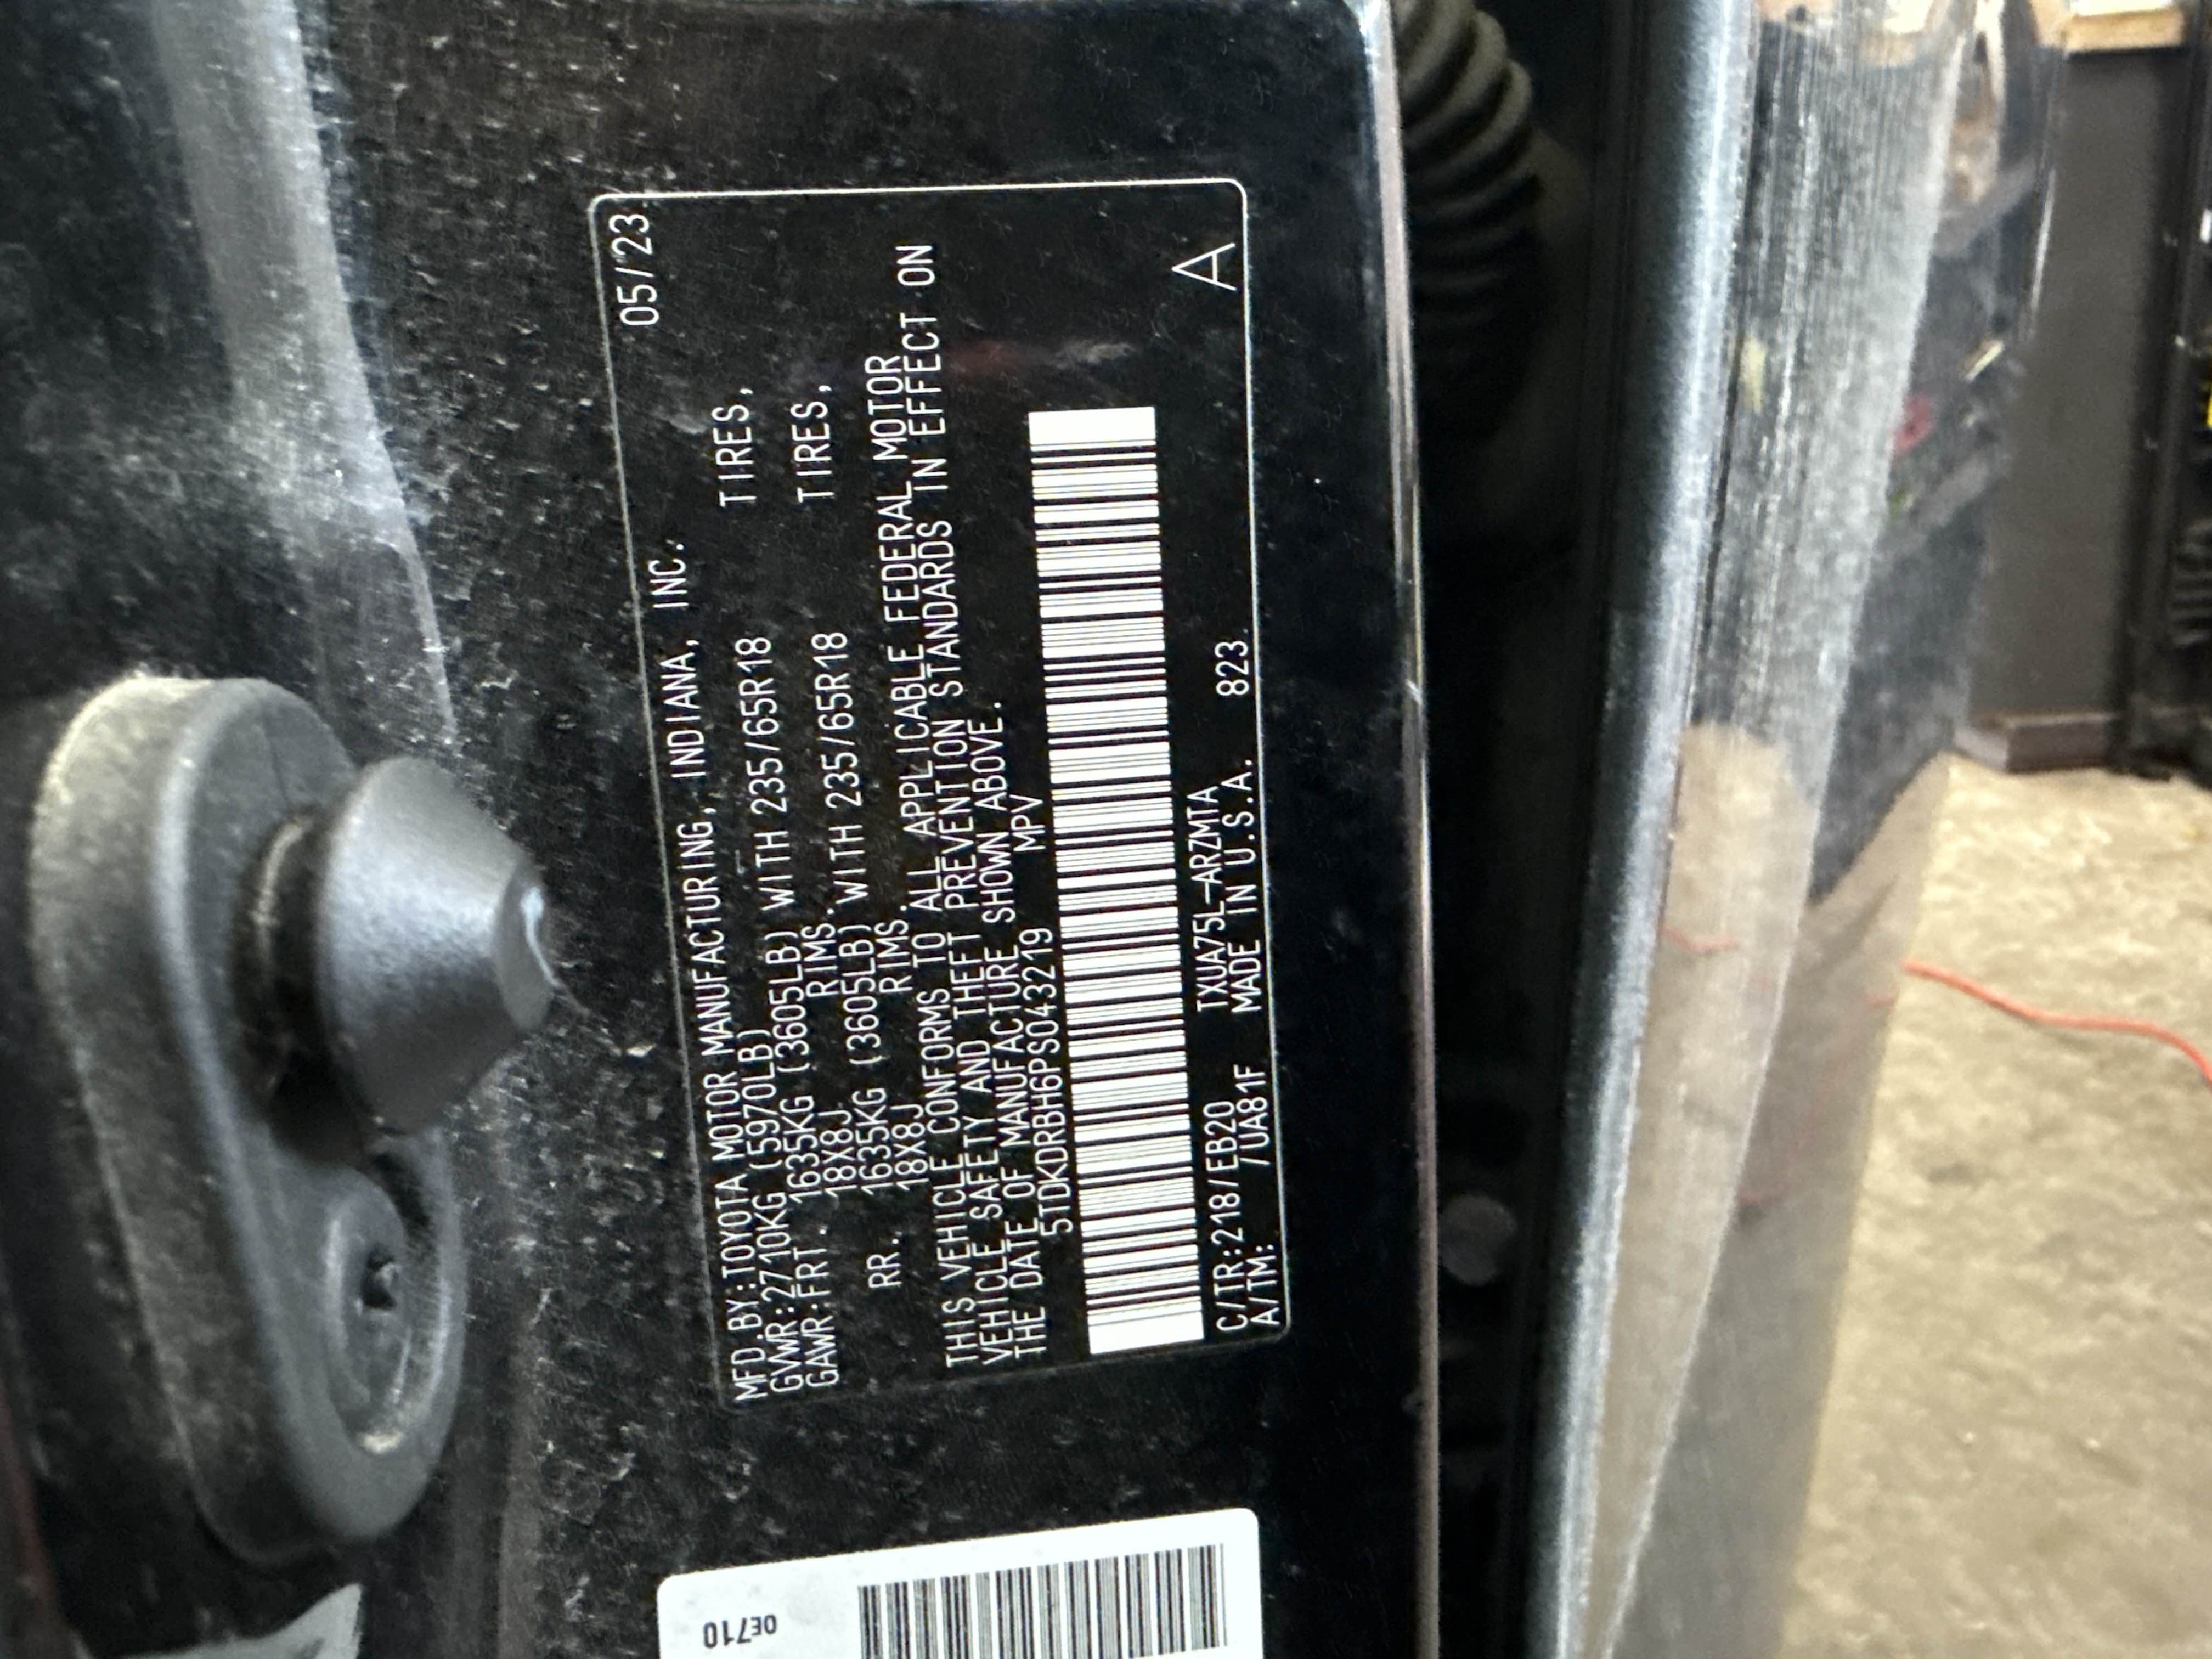 05/23
MFD.BY:TOYOTA MOTOR MANUFACTURING, INDIANA, INC.
GVWR:2710KG(5970LB)
GAWR:FRT. 1635KG (3605LB) WITH 235/65R18 TIRES,
18X8J RIMS.
RR. 1635KG (3605LB) WITH 235/65R18 TIRES,
18X8J RIMS.
THIS VEHICLE CONFORMS TO ALL APPLICABLE FEDERAL MOTOR
VEHICLE SAFETY AND THEFT PREVENTION STANDARDS IN EFFECT ON
THE DATE OF MANUFACTURE SHOWN ABOVE.
5TDKDRBH6PS043219 MPV
C/TR:218/EB20 TXUA75L-ARZMTA
A/TM: /UA81F MADE IN U.S.A. 823
A
0E710